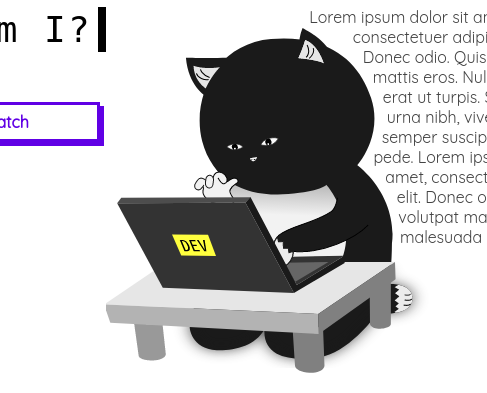 m I?
atch
DEV
Lorem ipsum dolor sit a
consectetuer adipi
Donec odio. Quis
mattis eros. Nul
erat ut turpis. S
urna nibh, vive
semper suscip
pede. Lorem ips
amet, consect
elit. Donec o
volutpat ma
malesuada